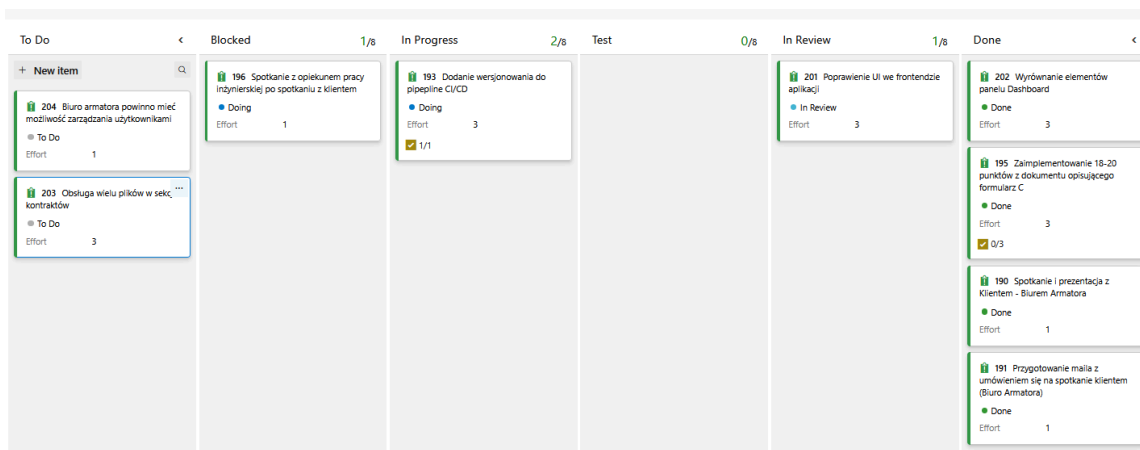 To Do
Blocked 1/8
In Progress 2/8
Test 0/8
In Review 1/8
Done
+ New item
204 Biuro armatora powinno mieć
możliwość zarządzania użytkownikami
To Do
Effort 1
203 Obsługa wielu plików w sekc
kontraktów
To Do
Effort 3
196 Spotkanie z opiekunem pracy
inżynierskiej po spotkaniu z klientem
Doing
Effort 1
193 Dodanie wersjonowania do
pipepline CI/CD
Doing
Effort 3
1/1
201 Poprawienie UI we frontendzie
aplikacji
In Review
Effort 3
202 Wyrównanie elementów
panelu Dashboard
Done
Effort 3
195 Zaimplementowanie 18-20
punktów z dokumentu opisującego
formularz C
Done
Effort 3
0/3
190 Spotkanie i prezentacja z
Klientem - Biurem Armatora
Done
Effort 1
191 Przygotowanie maila z
umówieniem się na spotkanie klientem
(Biuro Armatora)
Done
Effort 1